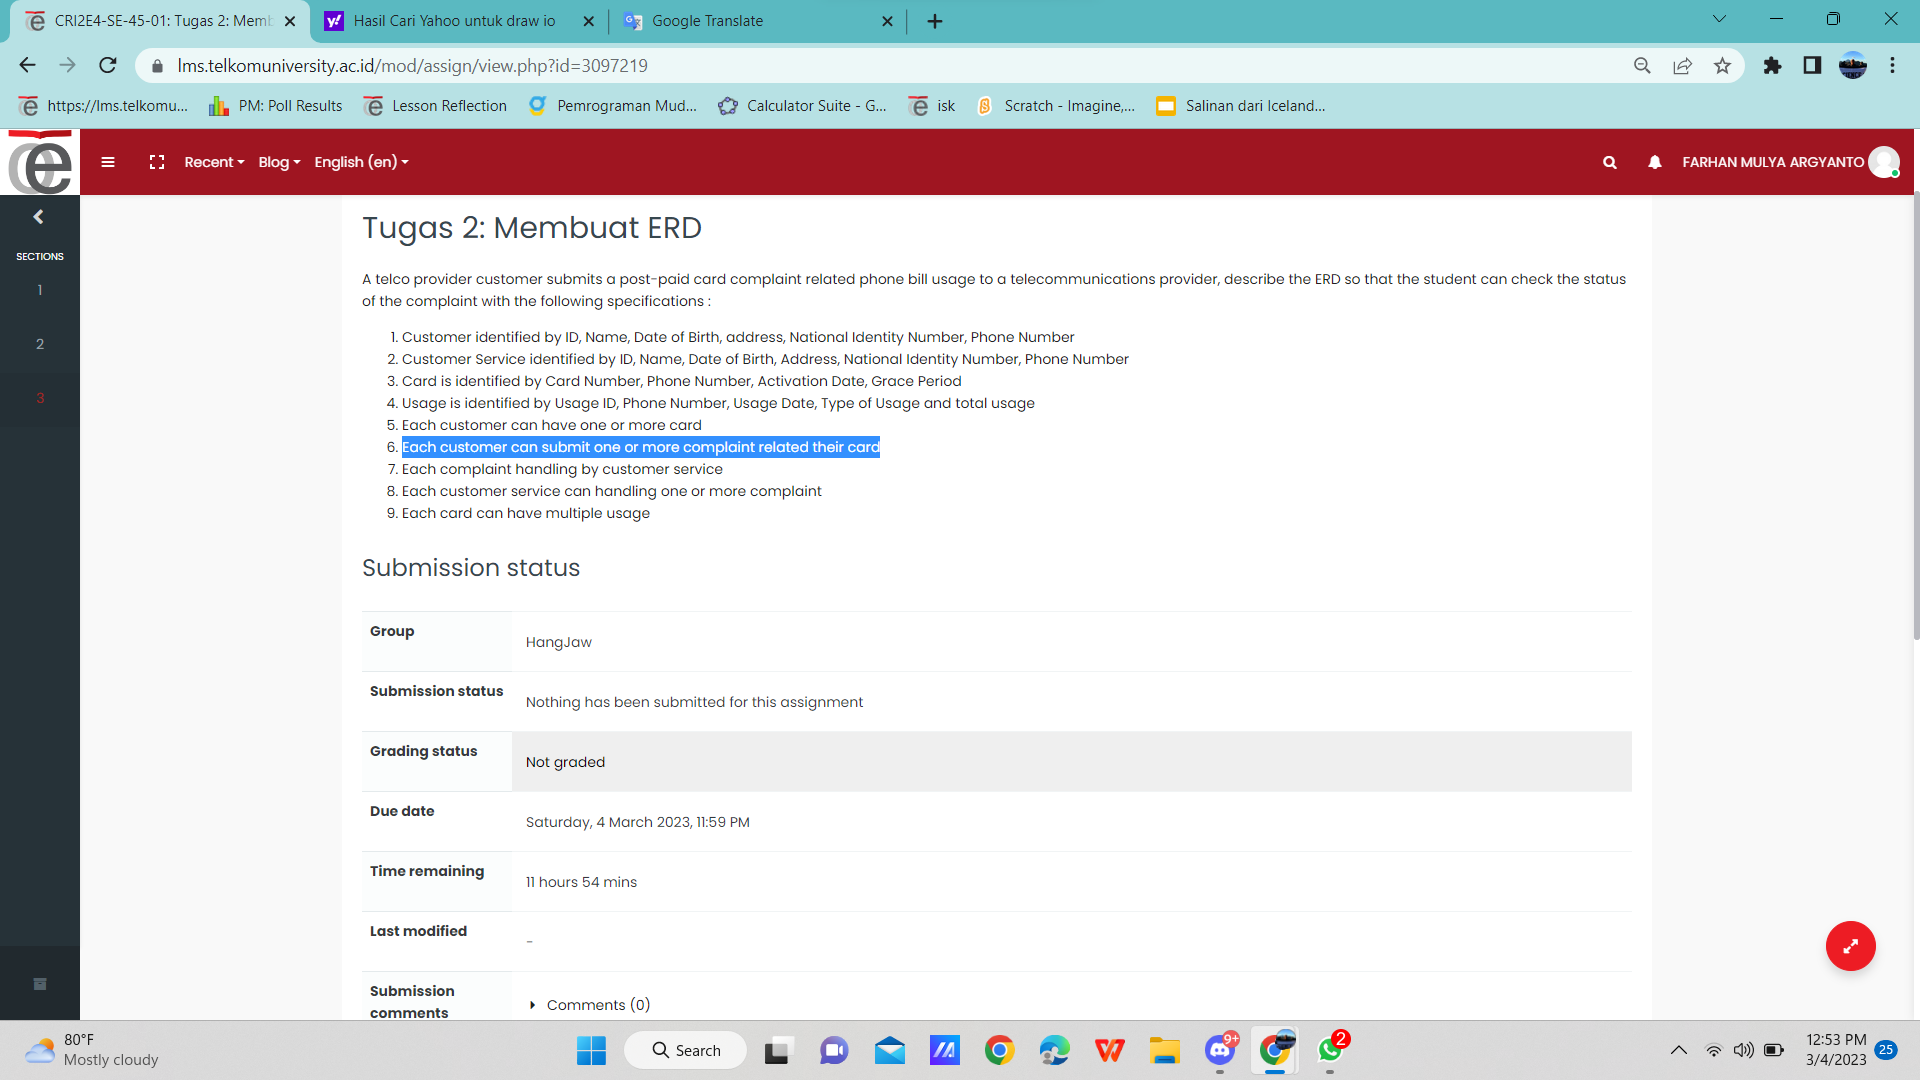 CRI2E4-SE-45-01: Tugas 2: Memb
Hasil Cari Yahoo untuk draw io
Google Translate
lms.telkomuniversity.ac.id/mod/assign/view.php?id=3097219
https://lms.telkomu...
PM: Poll Results
Lesson Reflection
Pemrograman Mud...
Calculator Suite - G...
isk
Scratch - Imagine,...
Salinan dari Iceland...
Recent
Blog
English (en)
FARHAN MULYA ARGYANTO
SECTIONS
1
2
3
Tugas 2: Membuat ERD
A telco provider customer submits a post-paid card complaint related phone bill usage to a telecommunications provider, describe the ERD so that the student can check the status
of the complaint with the following specifications :
1. Customer identified by ID, Name, Date of Birth, address, National Identity Number, Phone Number
2. Customer Service identified by ID, Name, Date of Birth, Address, National Identity Number, Phone Number
3. Card is identified by Card Number, Phone Number, Activation Date, Grace Period
4. Usage is identified by Usage ID, Phone Number, Usage Date, Type of Usage and total usage
5. Each customer can have one or more card
6. Each customer can submit one or more complaint related their card
7. Each complaint handling by customer service
8. Each customer service can handling one or more complaint
9. Each card can have multiple usage
Submission status
Group
HangJaw
Submission status
Nothing has been submitted for this assignment
Grading status
Not graded
Due date
Saturday, 4 March 2023, 11:59 PM
Time remaining
11 hours 54 mins
Last modified
-
Submission
comments
Comments (0)
80°F
Mostly cloudy
Search
9+
2
12:53 PM
3/4/2023
25